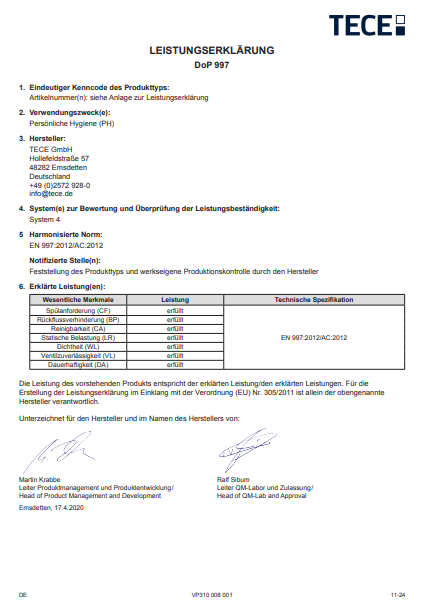 TECE
LEISTUNGSERKLÄRUNG
DoP 997
1. Eindeutiger Kenncode des Produkttyps:
Artikelnummer(n): siehe Anlage zur Leistungserklärung
2. Verwendungszweck(e):
Persönliche Hygiene (PH)
3. Hersteller:
TECE GmbH
Hollefeldstraße 57
48282 Emsdetten
Deutschland
+49 (0)2572 928-0
info@tece.de
4. System(e) zur Bewertung und Überprüfung der Leistungsbeständigkeit:
System 4
5 Harmonisierte Norm:
EN 997:2012/AC:2012
Notifizierte Stelle(n):
Feststellung des Produkttyps und werkseigene Produktionskontrolle durch den Hersteller
6. Erklärte Leistung(en):
Wesentliche Merkmale Leistung Technische Spezifikation
Spülanforderung (CF) erfüllt
Rückflussverhinderung (BP) erfüllt
Reinigbarkeit (CA) erfüllt
Statische Belastung (LR) erfüllt EN 997:2012/AC:2012
Dichtheit (WL) erfüllt
Ventilzuverlässigkeit (VL) erfüllt
Dauerhaftigkeit (DA) erfüllt
Die Leistung des vorstehenden Produkts entspricht der erklärten Leistung/den erklärten Leistungen. Für die
Erstellung der Leistungserklärung im Einklang mit der Verordnung (EU) Nr. 305/2011 ist allein der obengenannte
Hersteller verantwortlich.
Unterzeichnet für den Hersteller und im Namen des Herstellers von:
Martin Krabbe
Leiter Produktmanagement und Produktentwicklung/
Head of Product Management and Development
Ralf Sibum
Leiter QM-Labor und Zulassung/
Head of QM-Lab and Approval
Emsdetten, 17.4.2020
DE VP310 008 00 f 11-24